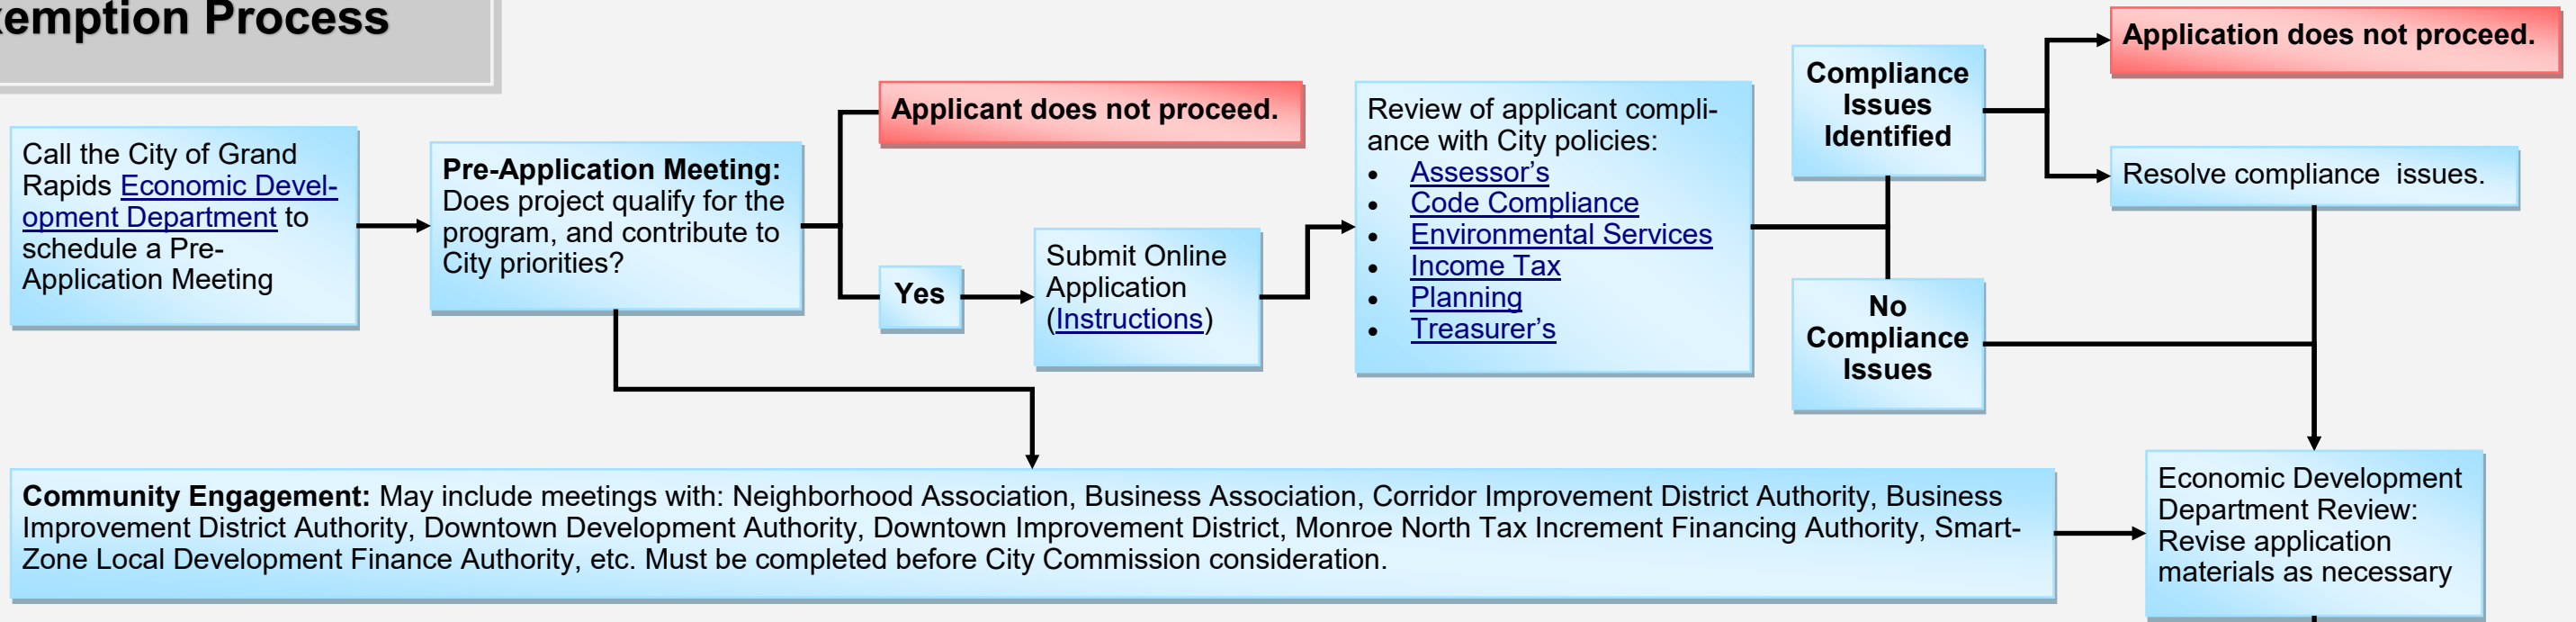 Process
Call the City of Grand
Rapids Economic Devel-
opment Department to
schedule a Pre-
Application Meeting
Pre-Application Meeting:
Does project qualify for the
program, and contribute to
City priorities?
Applicant does not proceed.
Yes
Submit Online
Application
(Instructions)
Review of applicant compli-
ance with City policies:
• Assessor’s
• Code Compliance
• Environmental Services
• Income Tax
• Planning
• Treasurer’s
Compliance
Issues
Identified
No
Compliance
Issues
Application does not proceed.
Resolve compliance  issues.
Community Engagement: May include meetings with: Neighborhood Association, Business Association, Corridor Improvement District Authority, Business
Improvement District Authority, Downtown Development Authority, Downtown Improvement District, Monroe North Tax Increment Financing Authority, Smart-
Zone Local Development Finance Authority, etc. Must be completed before City Commission consideration.
Economic Development
Department Review:
Revise application
materials as necessary